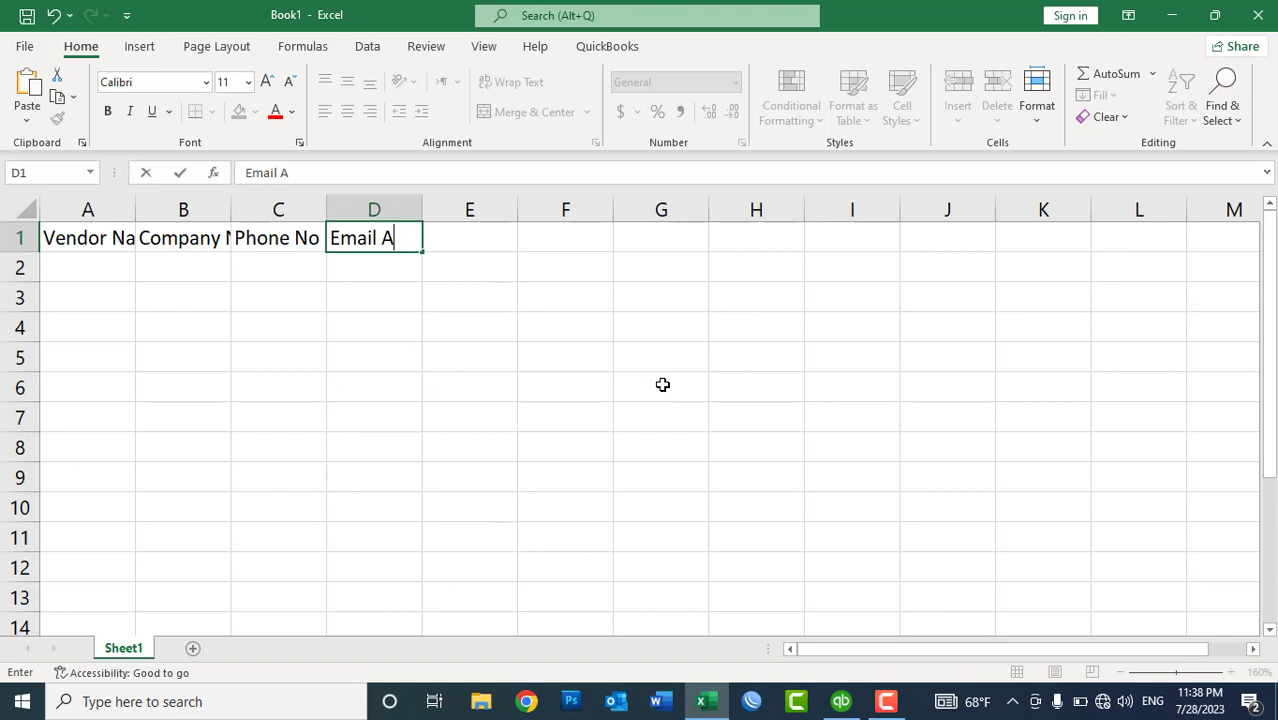 Book1 - Excel
Search (Alt+Q)
Sign in
File Home Insert Page Layout Formulas Data Review View Help QuickBooks
Share
Paste
Calibri 11
Wrap Text
Merge & Center
General
Conditional Formatting
Format as Table
Cell Styles
Insert
Delete
Format
AutoSum
Fill
Clear
Sort & Filter
Find & Select
Clipboard Font Alignment Number Styles Cells Editing
D1 Email A
A B C D E F G H I J K L M
1 Vendor Na Company N Phone No Email A
2
3
4
5
6
7
8
9
10
11
12
13
14
Sheet1
Enter Accessibility: Good to go 160%
Type here to search 68°F ENG 11:38 PM
7/28/2023 2